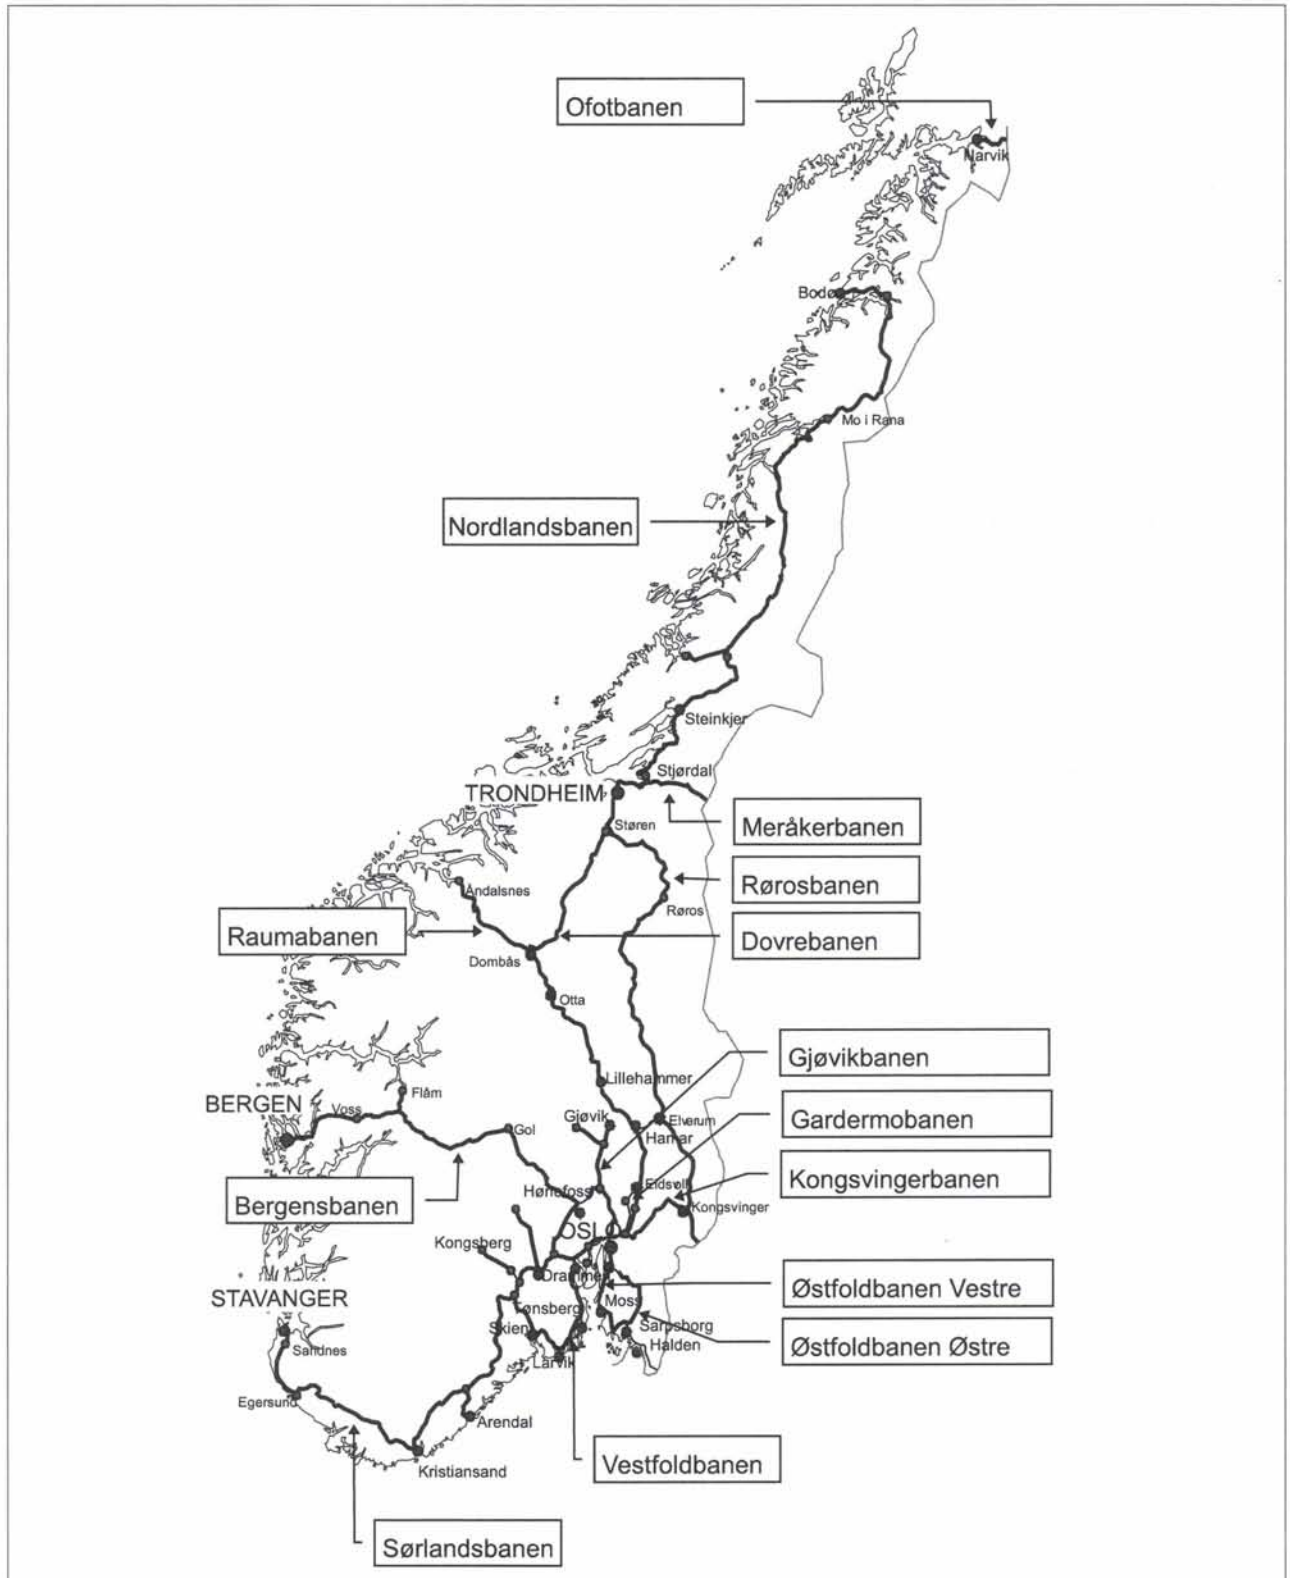 Ofotbanen
Narvik
Bodø
Mo i Rana
Nordlandsbanen
Steinkjer
Stjørdal
TRONDHEIM
Meråkerbanen
Støren
Rørosbanen
Åndalsnes
Røros
Raumabanen
Dovrebanen
Dombås
Otta
Gjøvikbanen
Lillehammer
Flåm
BERGEN
Voss
Gjøvik
Elverum
Gardermobanen
Gol
Hamar
Kongsvingerbanen
Eidsvoll
Hønefoss
Bergensbanen
Kongsvinger
OSLO
Kongsberg
Drammen
Østfoldbanen Vestre
STAVANGER
Tønsberg
Moss
Skien
Sarpsborg
Østfoldbanen Østre
Halden
Sandnes
Larvik
Egersund
Arendal
Vestfoldbanen
Kristiansand
Sørlandsbanen